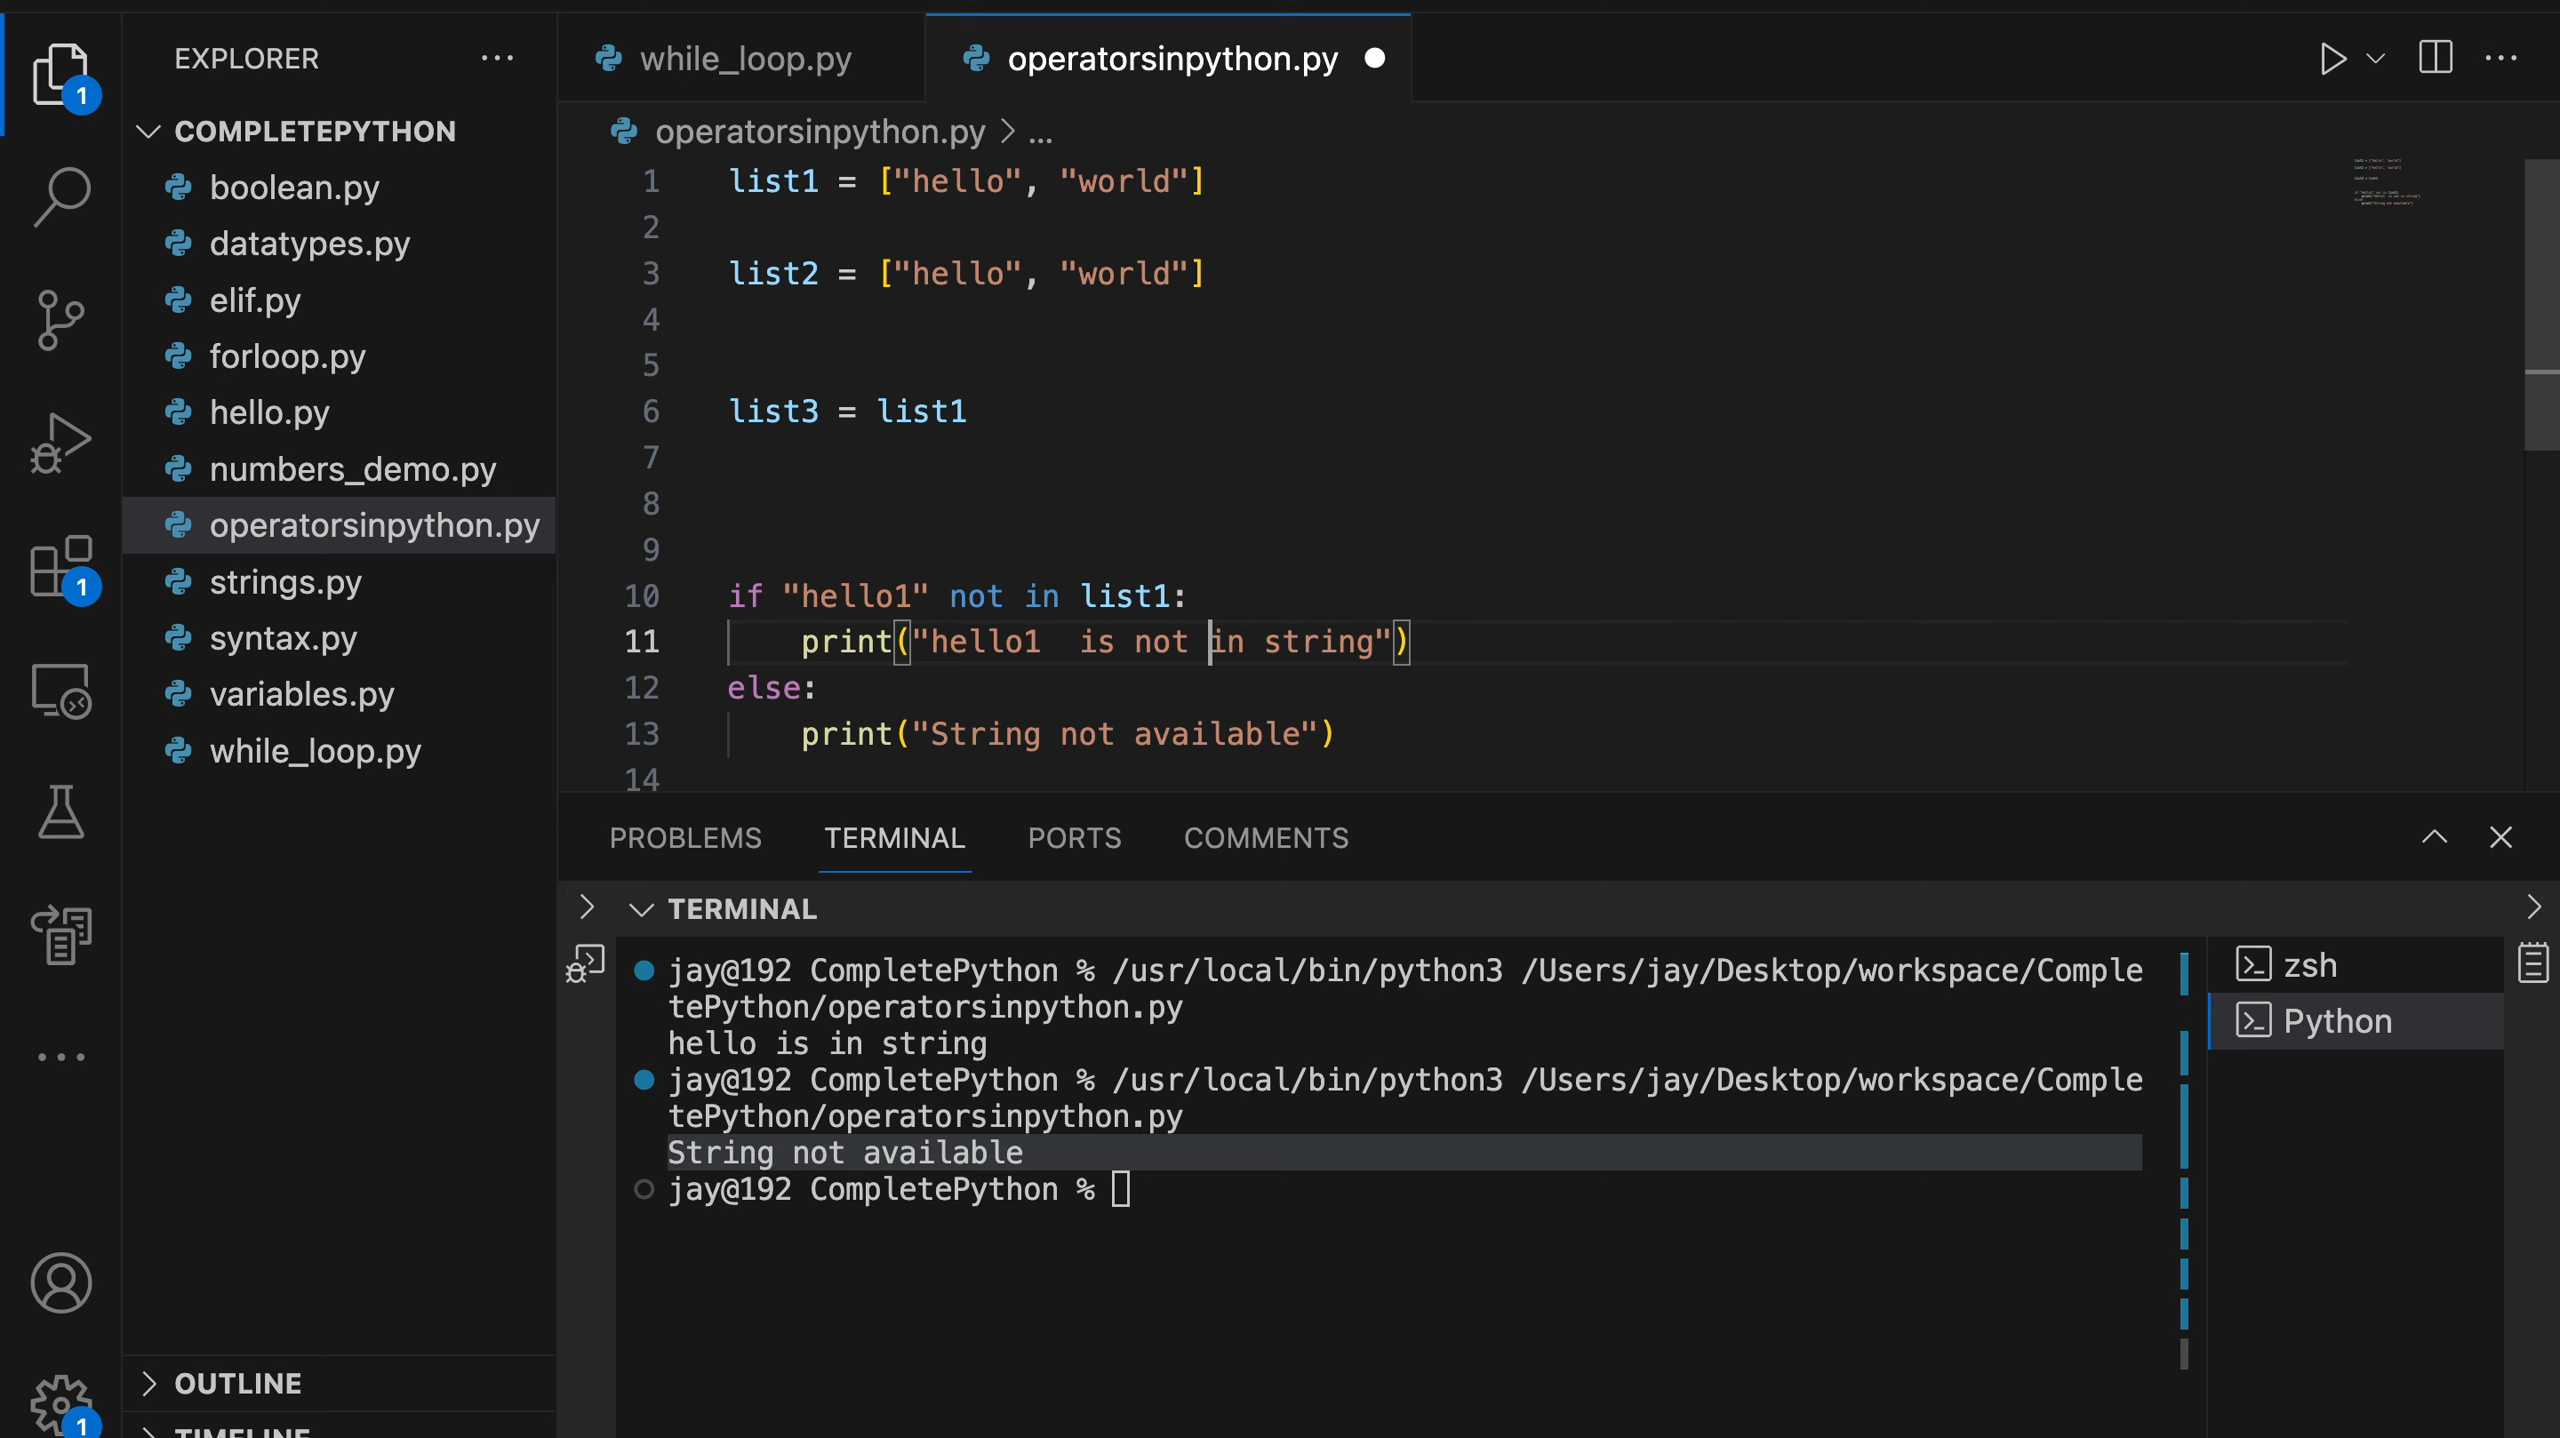 EXPLORER
COMPLETEPYTHON
boolean.py
datatypes.py
elif.py
forloop.py
hello.py
numbers_demo.py
operatorsinpython.py
strings.py
syntax.py
variables.py
while_loop.py
OUTLINE
TIMELINE
1
1
1
while_loop.py
operatorsinpython.py
operatorsinpython.py > ...
1 list1 = ["hello", "world"]
2
3 list2 = ["hello", "world"]
4
5
6 list3 = list1
7
8
9
10 if "hello1" not in list1:
11     print("hello1  is not in string")
12 else:
13     print("String not available")
14
PROBLEMS TERMINAL PORTS COMMENTS
TERMINAL
jay@192 CompletePython % /usr/local/bin/python3 /Users/jay/Desktop/workspace/Comple
tePython/operatorsinpython.py
hello is in string
jay@192 CompletePython % /usr/local/bin/python3 /Users/jay/Desktop/workspace/Comple
tePython/operatorsinpython.py
String not available
jay@192 CompletePython %
zsh
Python